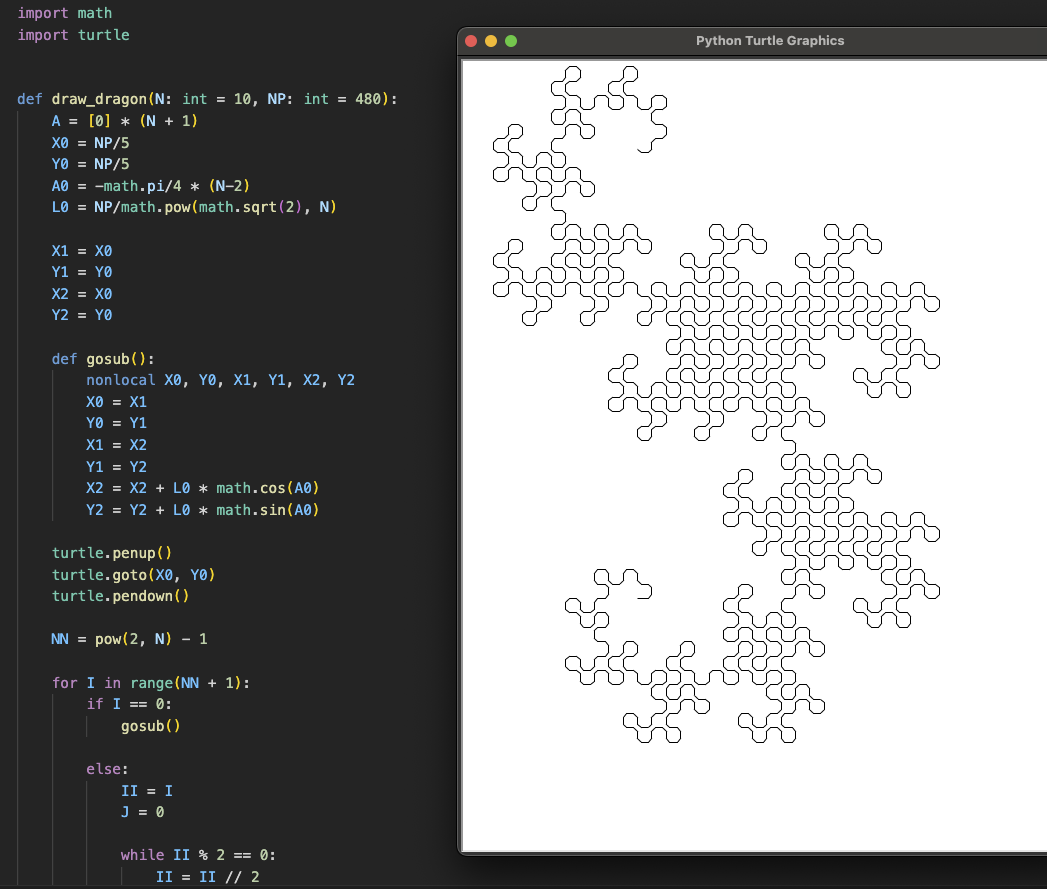 import math
import turtle
def draw_dragon(N: int = 10, NP: int = 480):
A = [0] * (N + 1)
X0 = NP/5
Y0 = NP/5
A0 = -math.pi/4 * (N-2)
L0 = NP/math.pow(math.sqrt(2), N)
X1 = X0
Y1 = Y0
X2 = X0
Y2 = Y0
def gosub():
nonlocal X0, Y0, X1, Y1, X2, Y2
X0 = X1
Y0 = Y1
X1 = X2
Y1 = Y2
X2 = X2 + L0 * math.cos(A0)
Y2 = Y2 + L0 * math.sin(A0)
turtle.penup()
turtle.goto(X0, Y0)
turtle.pendown()
NN = pow(2, N) - 1
for I in range(NN + 1):
if I == 0:
gosub()
else:
II = I
J = 0
while II % 2 == 0:
II = II // 2
Python Turtle Graphics